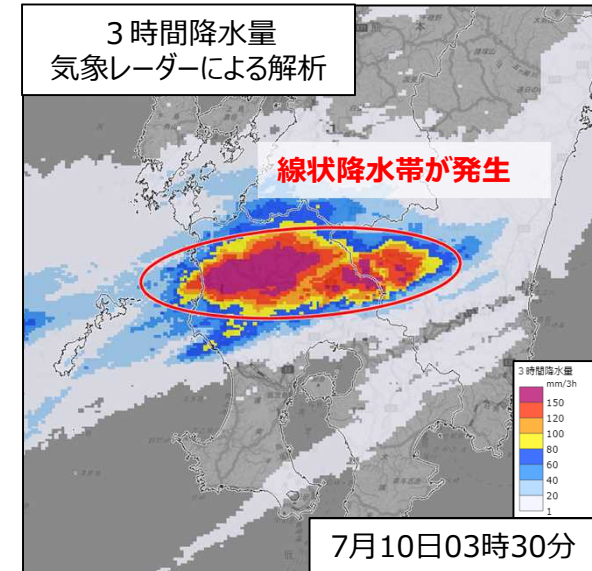 ３時間降水量
気象レーダーによる解析
線状降水帯が発生
３時間降水量
mm/3h
150
120
100
80
60
40
20
1
7月10日03時30分